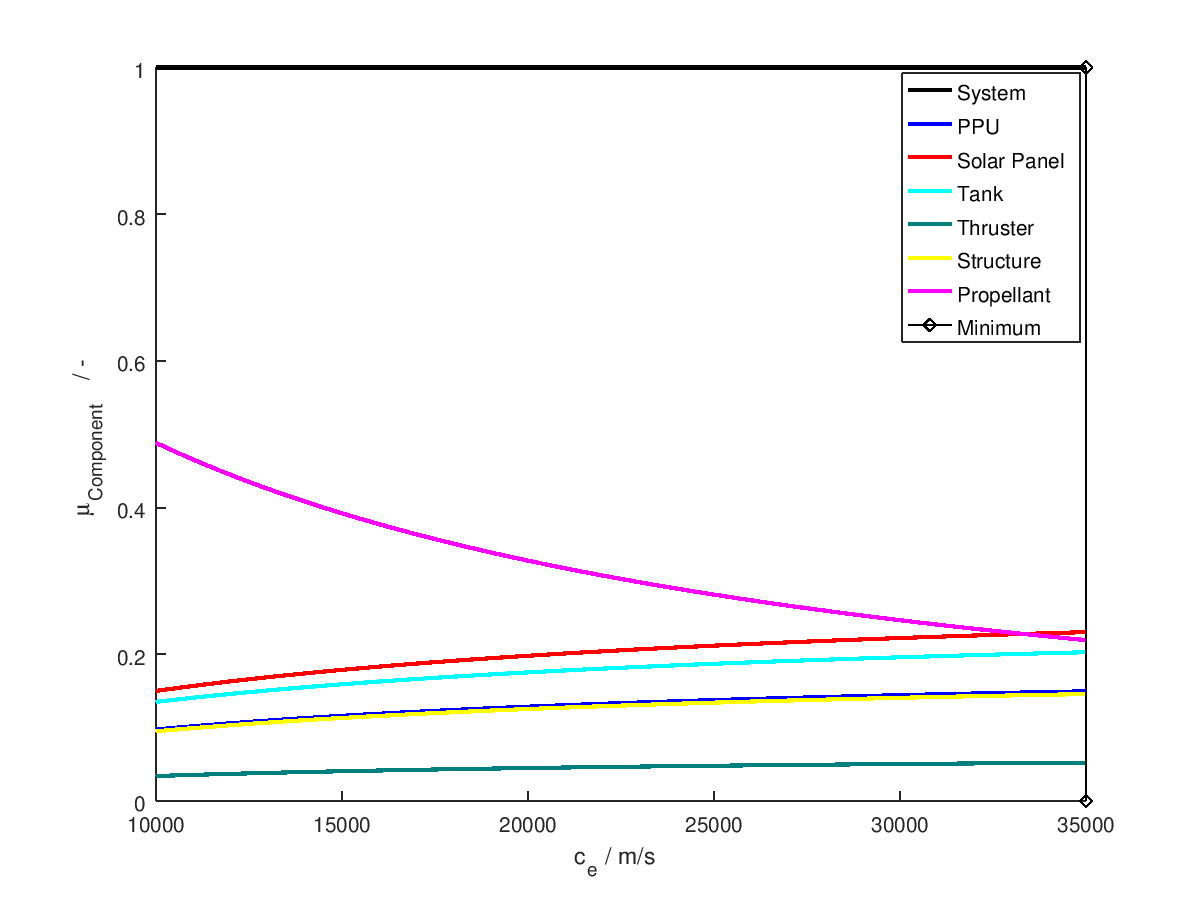 1
0.8
0.6
0.4
0.2
0
μComponent / -
System
PPU
Solar Panel
Tank
Thruster
Structure
Propellant
Minimum
10000 15000 20000 25000 30000 35000
ce / m/s